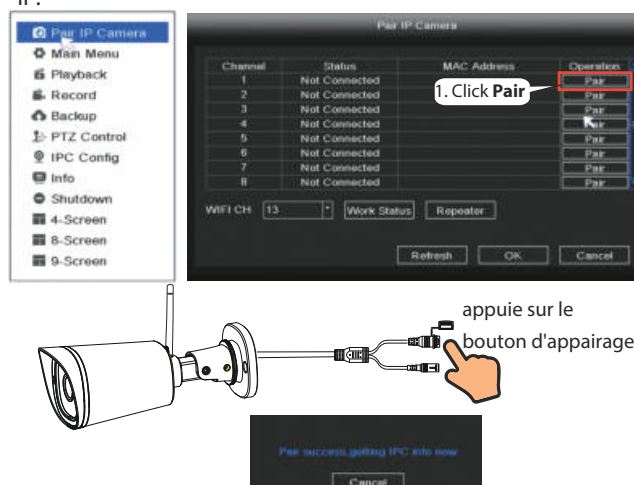 IP.
Pair IP Camera
Main Menu
Playback
Record
Backup
PTZ Control
IPC Config
Info
Shutdown
4-Screen
8-Screen
9-Screen
Pair IP Camera
Channel Status MAC Address Operation
1 Not Connected Pair
2 Not Connected Pair
3 Not Connected Pair
4 Not Connected Pair
5 Not Connected Pair
6 Not Connected Pair
7 Not Connected Pair
8 Not Connected Pair
1. Click Pair
WIFI CH 13 Work Status Repeater
Refresh OK Cancel
appuie sur le
bouton d'appairage
Pair success,getting IPC info now
Cancel